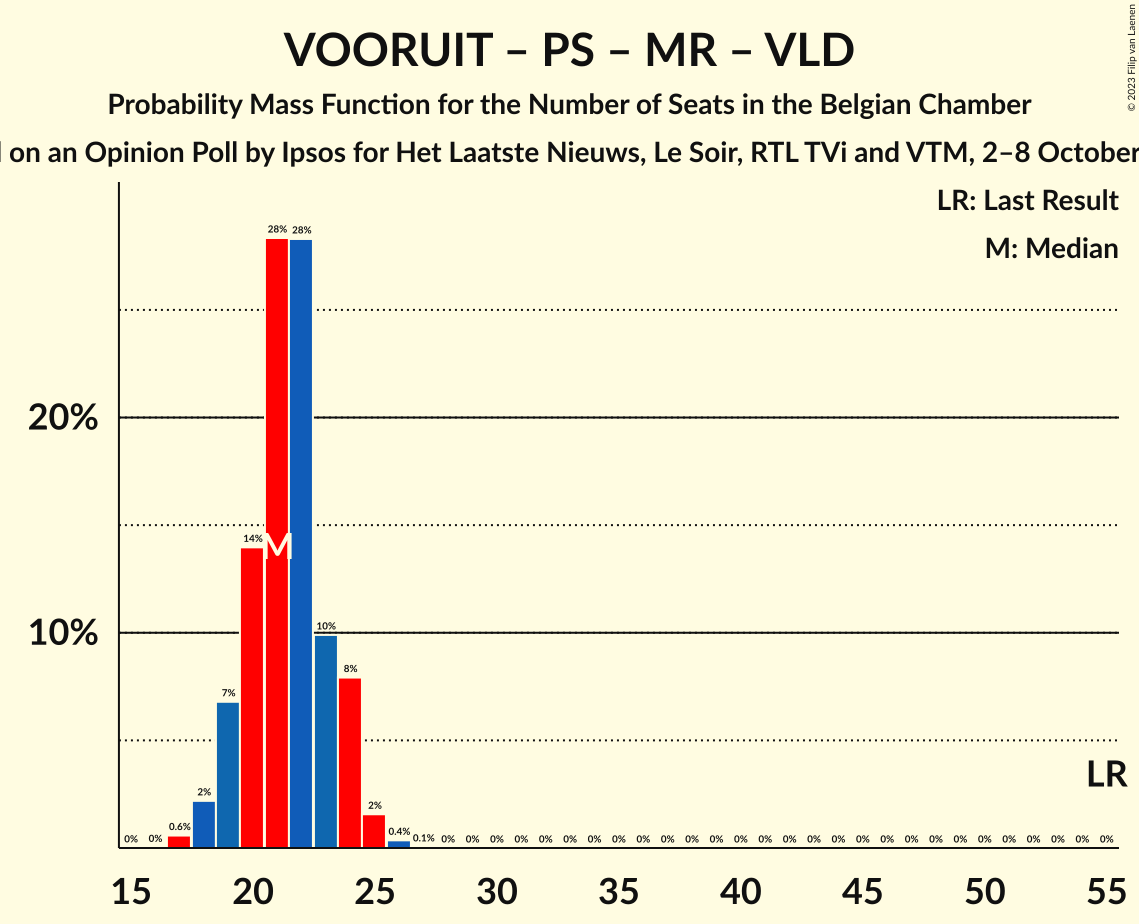 VOORUIT – PS – MR – VLD
Probability Mass Function for the Number of Seats in the Belgian Chamber
on an Opinion Poll by Ipsos for Het Laatste Nieuws, Le Soir, RTL TVi and VTM, 2–8 October
© 2023 Filip van Laenen
LR: Last Result
M: Median
28% 28%
20%
14% M
10%
10%
8%
7%
LR
2% 2%
0% 0% 0.6% 0.4% 0.1% 0% 0% 0% 0% 0% 0% 0% 0% 0% 0% 0% 0% 0% 0% 0% 0% 0% 0% 0% 0% 0% 0% 0% 0% 0% 0% 0% 0%
15 20 25 30 35 40 45 50 55